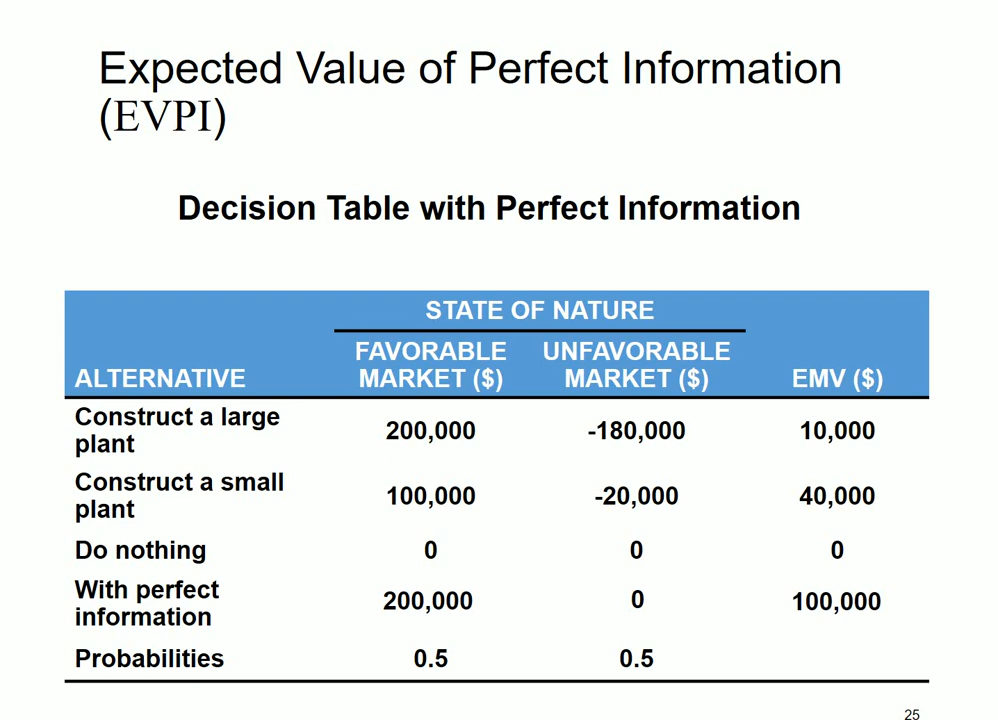 Expected Value of Perfect Information
(EVPI)
Decision Table with Perfect Information
STATE OF NATURE
ALTERNATIVE FAVORABLE MARKET ($) UNFAVORABLE MARKET ($) EMV ($)
Construct a large plant 200,000 -180,000 10,000
Construct a small plant 100,000 -20,000 40,000
Do nothing 0 0 0
With perfect information 200,000 0 100,000
Probabilities 0.5 0.5
25